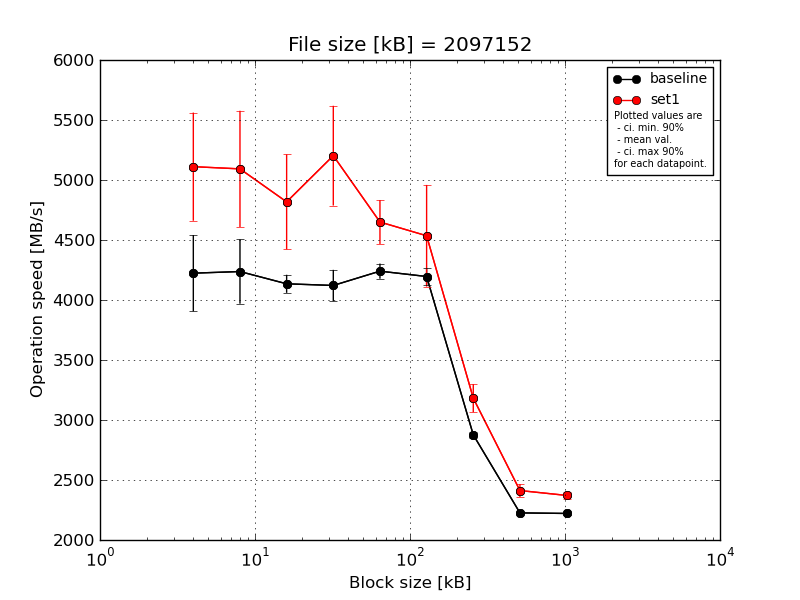 File size [kB] = 2097152
6000
5500
5000
4500
4000
3500
3000
2500
2000
Operation speed [MB/s]
baseline
set1
Plotted values are
- ci. min. 90%
- mean val.
- ci. max 90%
for each datapoint.
10^0 10^1 10^2 10^3 10^4
Block size [kB]